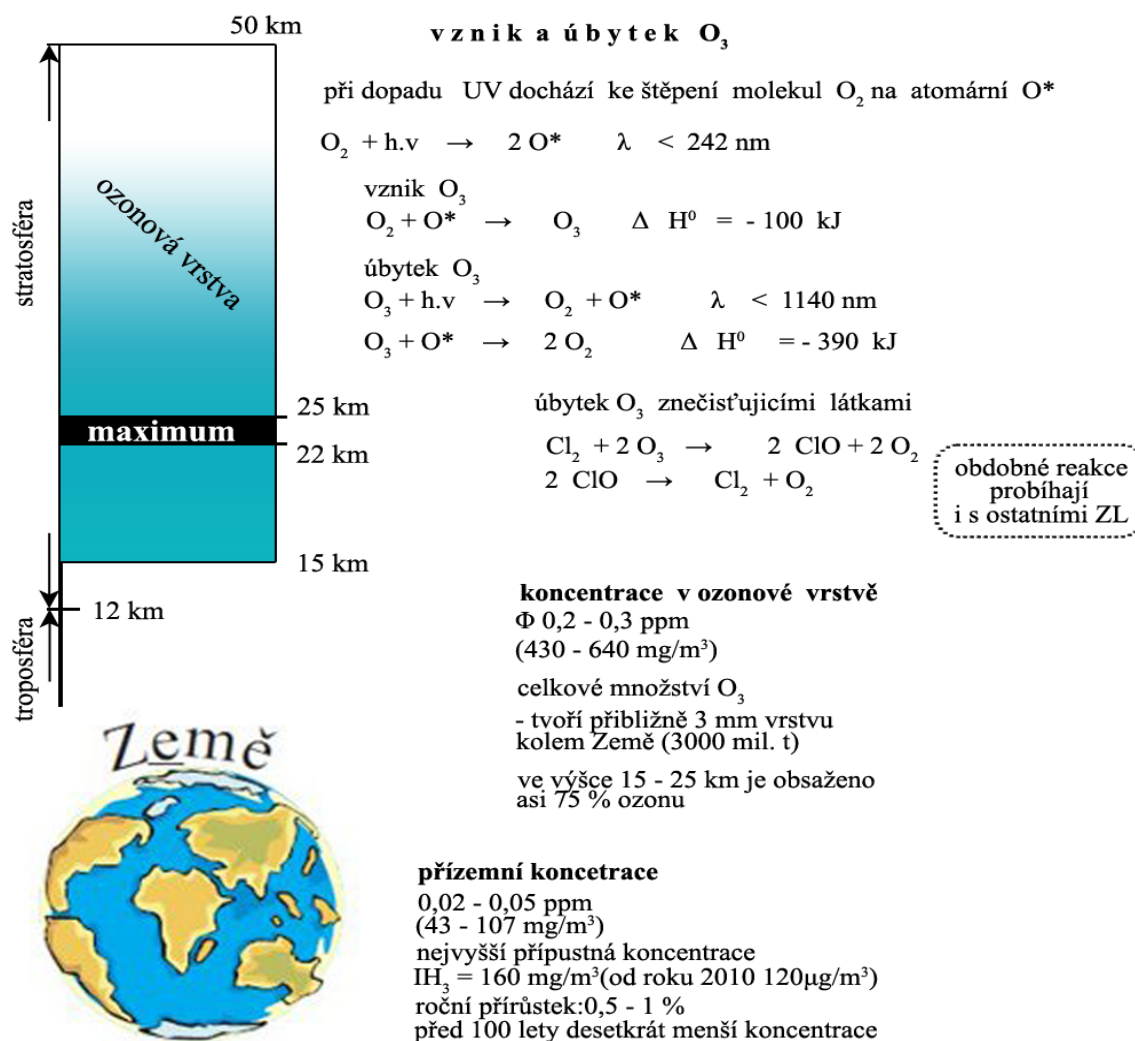 50 km
vznik a úbytek O₃
při dopadu UV dochází ke štěpení molekul O₂ na atomární O*
O₂ + h.v → 2 O* λ < 242 nm
vznik O₃
O₂ + O* → O₃ Δ H⁰ = - 100 kJ
úbytek O₃
O₃ + h.v → O₂ + O* λ < 1140 nm
O₃ + O* → 2 O₂ Δ H⁰ = - 390 kJ
stratosféra
ozonová vrstva
25 km
maximum
22 km
15 km
12 km
troposféra
úbytek O₃ znečisťujicími látkami
Cl₂ + 2 O₃ → 2 ClO + 2 O₂
2 ClO → Cl₂ + O₂
obdobné reakce
probíhají
i s ostatními ZL
koncentrace v ozonové vrstvě
Φ 0,2 - 0,3 ppm
(430 - 640 mg/m³)
celkové množství O₃
- tvoří přibližně 3 mm vrstvu
kolem Země (3000 mil. t)
ve výšce 15 - 25 km je obsaženo
asi 75 % ozonu
Země
přízemní koncetrace
0,02 - 0,05 ppm
(43 - 107 mg/m³)
nejvyšší přípustná koncentrace
IH₃ = 160 mg/m³(od roku 2010 120µg/m³)
roční přírůstek:0,5 - 1 %
před 100 lety desetkrát menší koncentrace